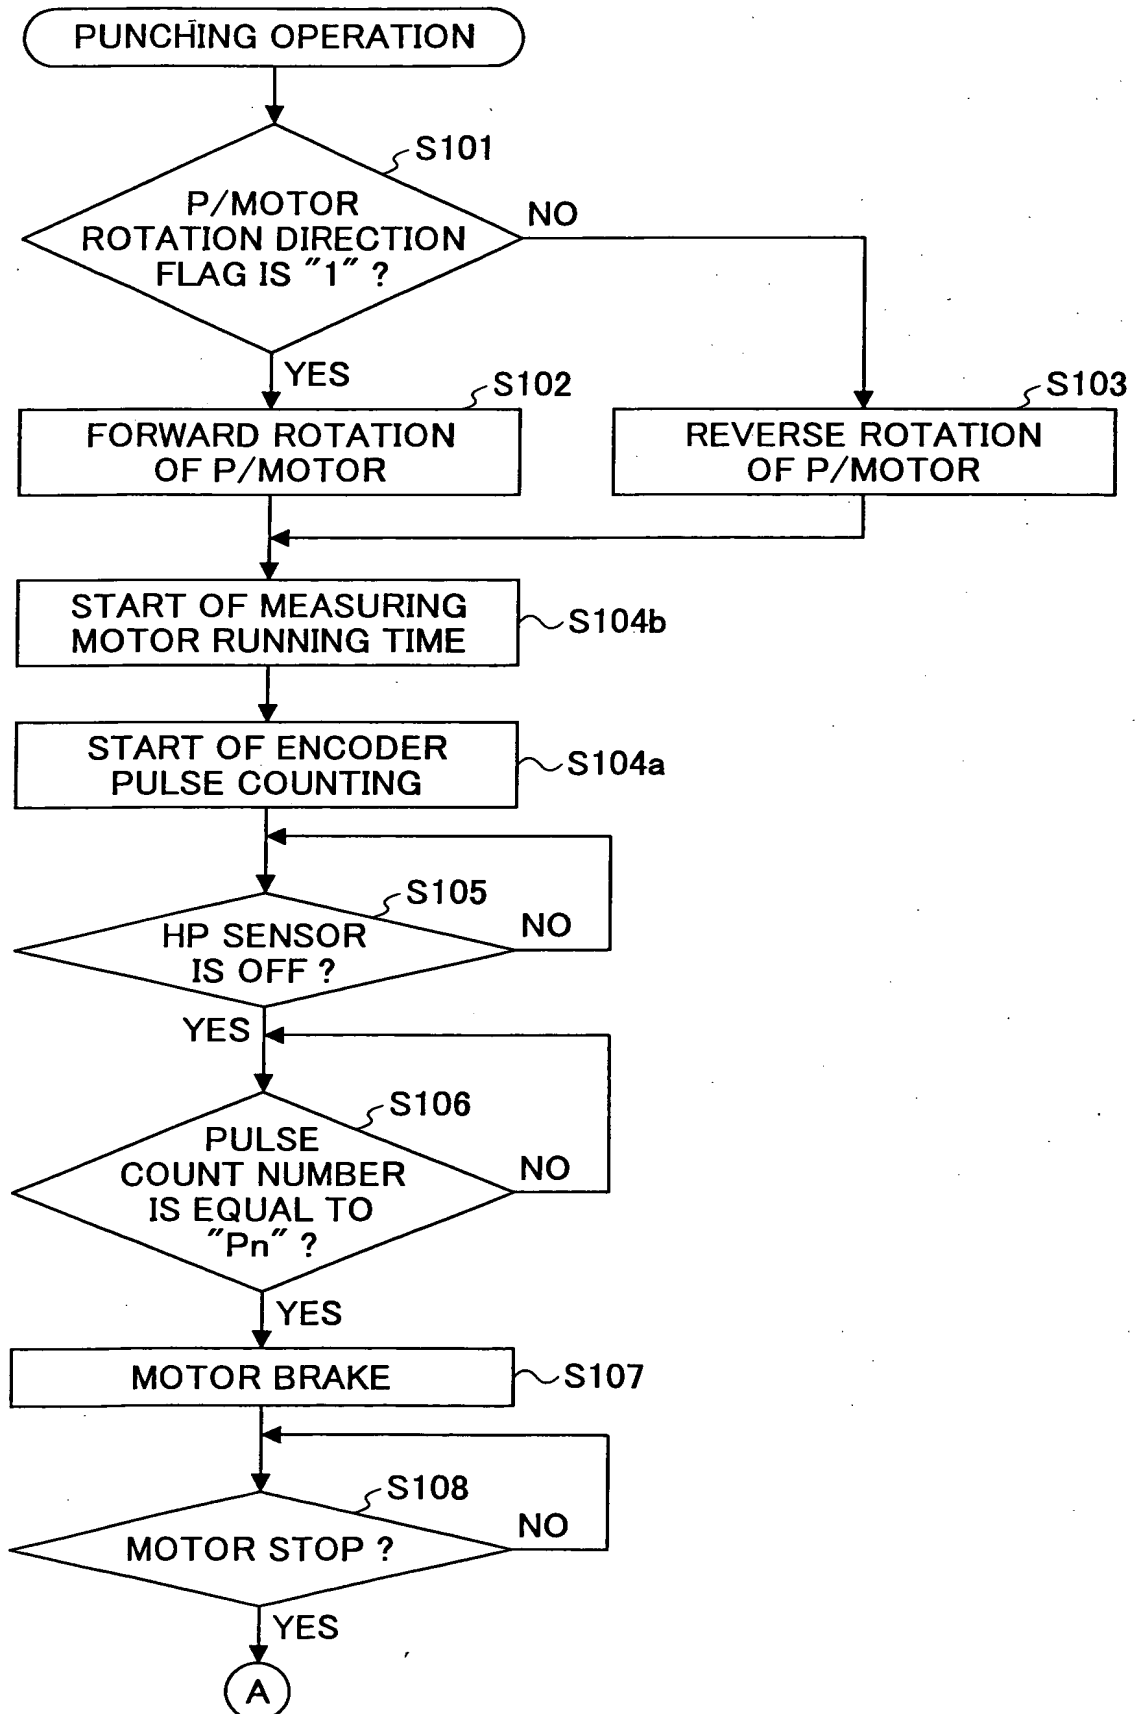 PUNCHING OPERATION
S101
P/MOTOR
ROTATION DIRECTION
FLAG IS "1" ?
NO
YES
S102
FORWARD ROTATION
OF P/MOTOR
S103
REVERSE ROTATION
OF P/MOTOR
START OF MEASURING
MOTOR RUNNING TIME
S104b
START OF ENCODER
PULSE COUNTING
S104a
S105
HP SENSOR
IS OFF ?
NO
YES
S106
PULSE
COUNT NUMBER
IS EQUAL TO
"Pn" ?
NO
YES
MOTOR BRAKE
S107
S108
MOTOR STOP ?
NO
YES
A